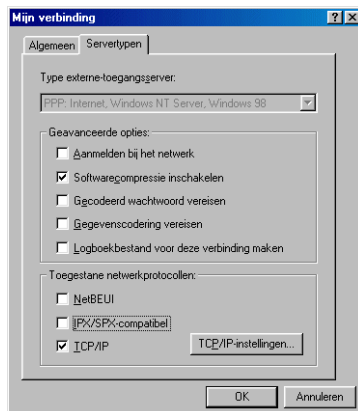 Mijn verbinding
Algemeen Servertypen
Type externe-toegangsserver:
PPP: Internet, Windows NT Server, Windows 98
Geavanceerde opties:
Aanmelden bij het netwerk
Softwarecompressie inschakelen
Gecodeerd wachtwoord vereisen
Gegevenscodering vereisen
Logboekbestand voor deze verbinding maken
Toegestane netwerkprotocollen:
NetBEUI
IPX/SPX-compatibel
TCP/IP TCP/IP-instellingen...
OK Annuleren